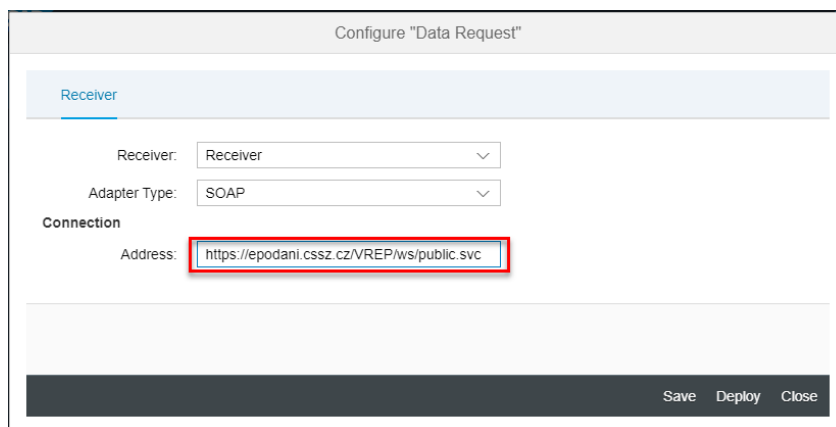 Configure "Data Request"
Receiver
Receiver: Receiver
Adapter Type: SOAP
Connection
Address: https://epodani.cssz.cz/VREP/ws/public.svc
Save Deploy Close